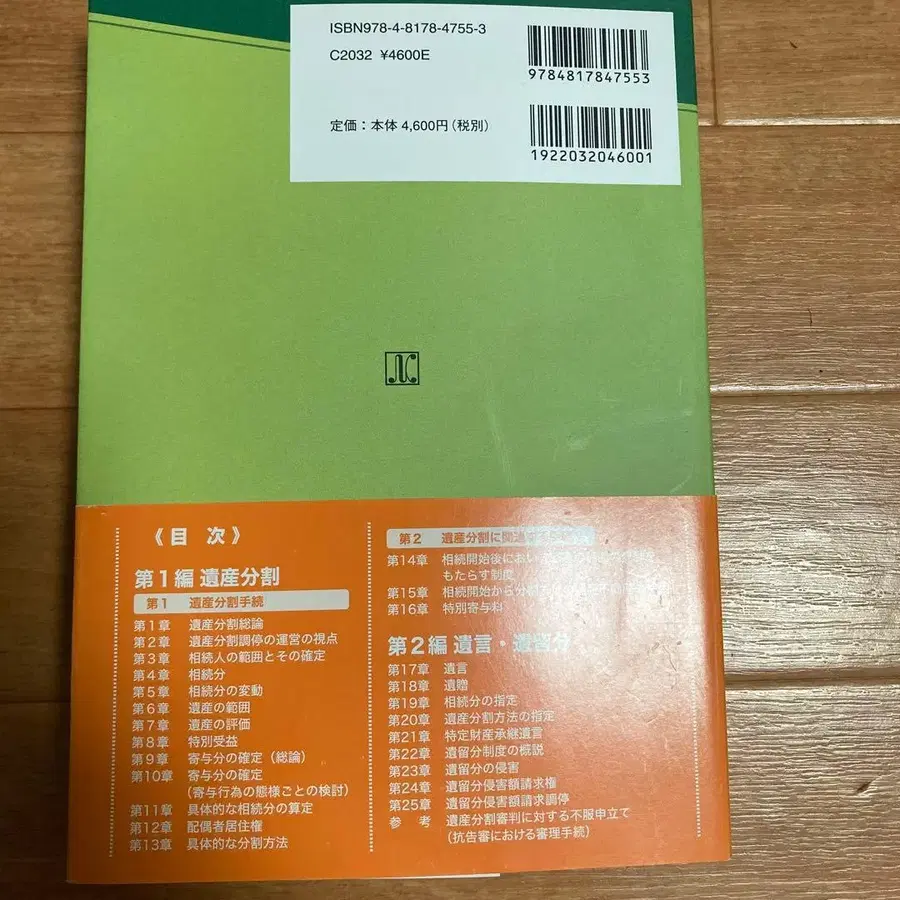 ISBN978-4-8178-4755-3
C2032 ¥4600E
9784817847553
定価：本体 4,600円(税別)
1922032046001
《目 次》
第1編 遺産分割
第1 遺産分割手続
第1章 遺産分割総論
第2章 遺産分割調停の運営の視点
第3章 相続人の範囲とその確定
第4章 相続分
第5章 相続分の変動
第6章 遺産の範囲
第7章 遺産の評価
第8章 特別受益
第9章 寄与分の確定（総論）
第10章 寄与分の確定
（寄与行為の態様ごとの検討）
第11章 具体的な相続分の算定
第12章 配偶者居住権
第13章 具体的な分割方法
第2 遺産分割に関連
第14章 相続開始後におい
もたらす制度
第15章 相続開始から分割
第16章 特別寄与料
第2編 遺言・遺留分
第17章 遺言
第18章 遺贈
第19章 相続分の指定
第20章 遺産分割方法の指定
第21章 特定財産承継遺言
第22章 遺留分制度の概説
第23章 遺留分の侵害
第24章 遺留分侵害額請求権
第25章 遺留分侵害額請求調停
参 考 遺産分割審判に対する不服申立て
（抗告審における審理手続）